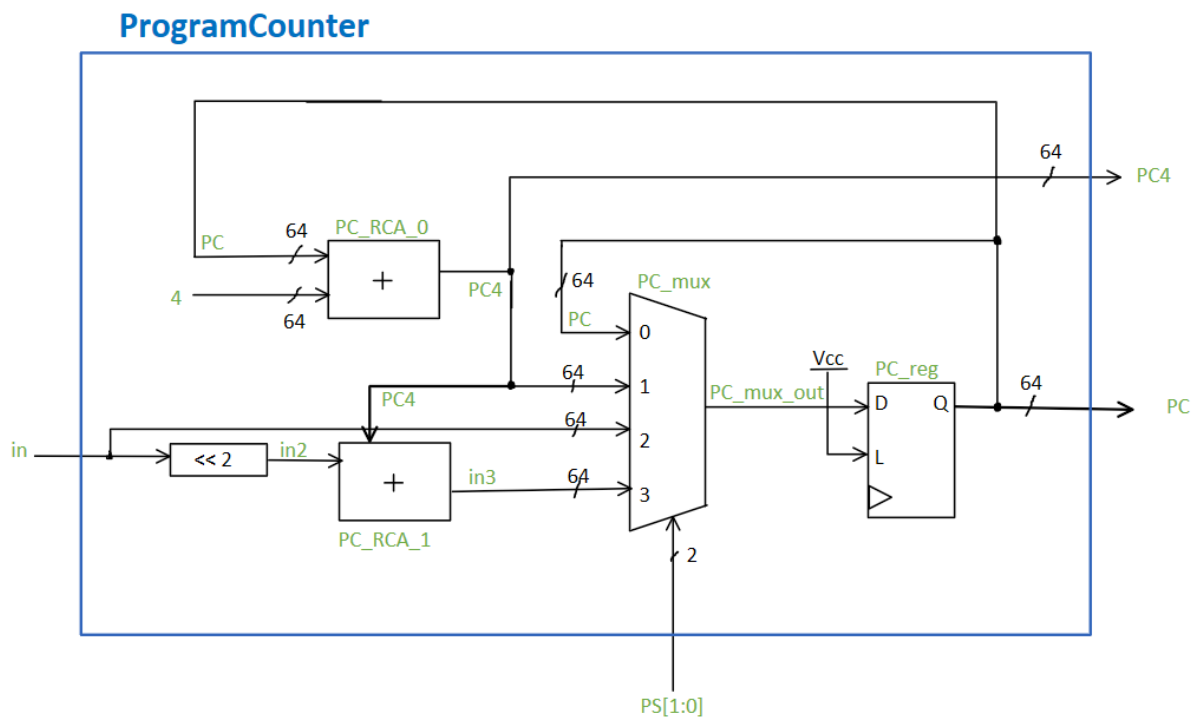 ProgramCounter
64
PC4
PC_RCA_0
64
PC
+
4
64
PC4
64
PC
PC_mux
0
1
2
3
64
64
64
PC4
in
<< 2
in2
+
in3
PC_RCA_1
PC_mux_out
Vcc
PC_reg
D
Q
L
64
PC
2
PS[1:0]